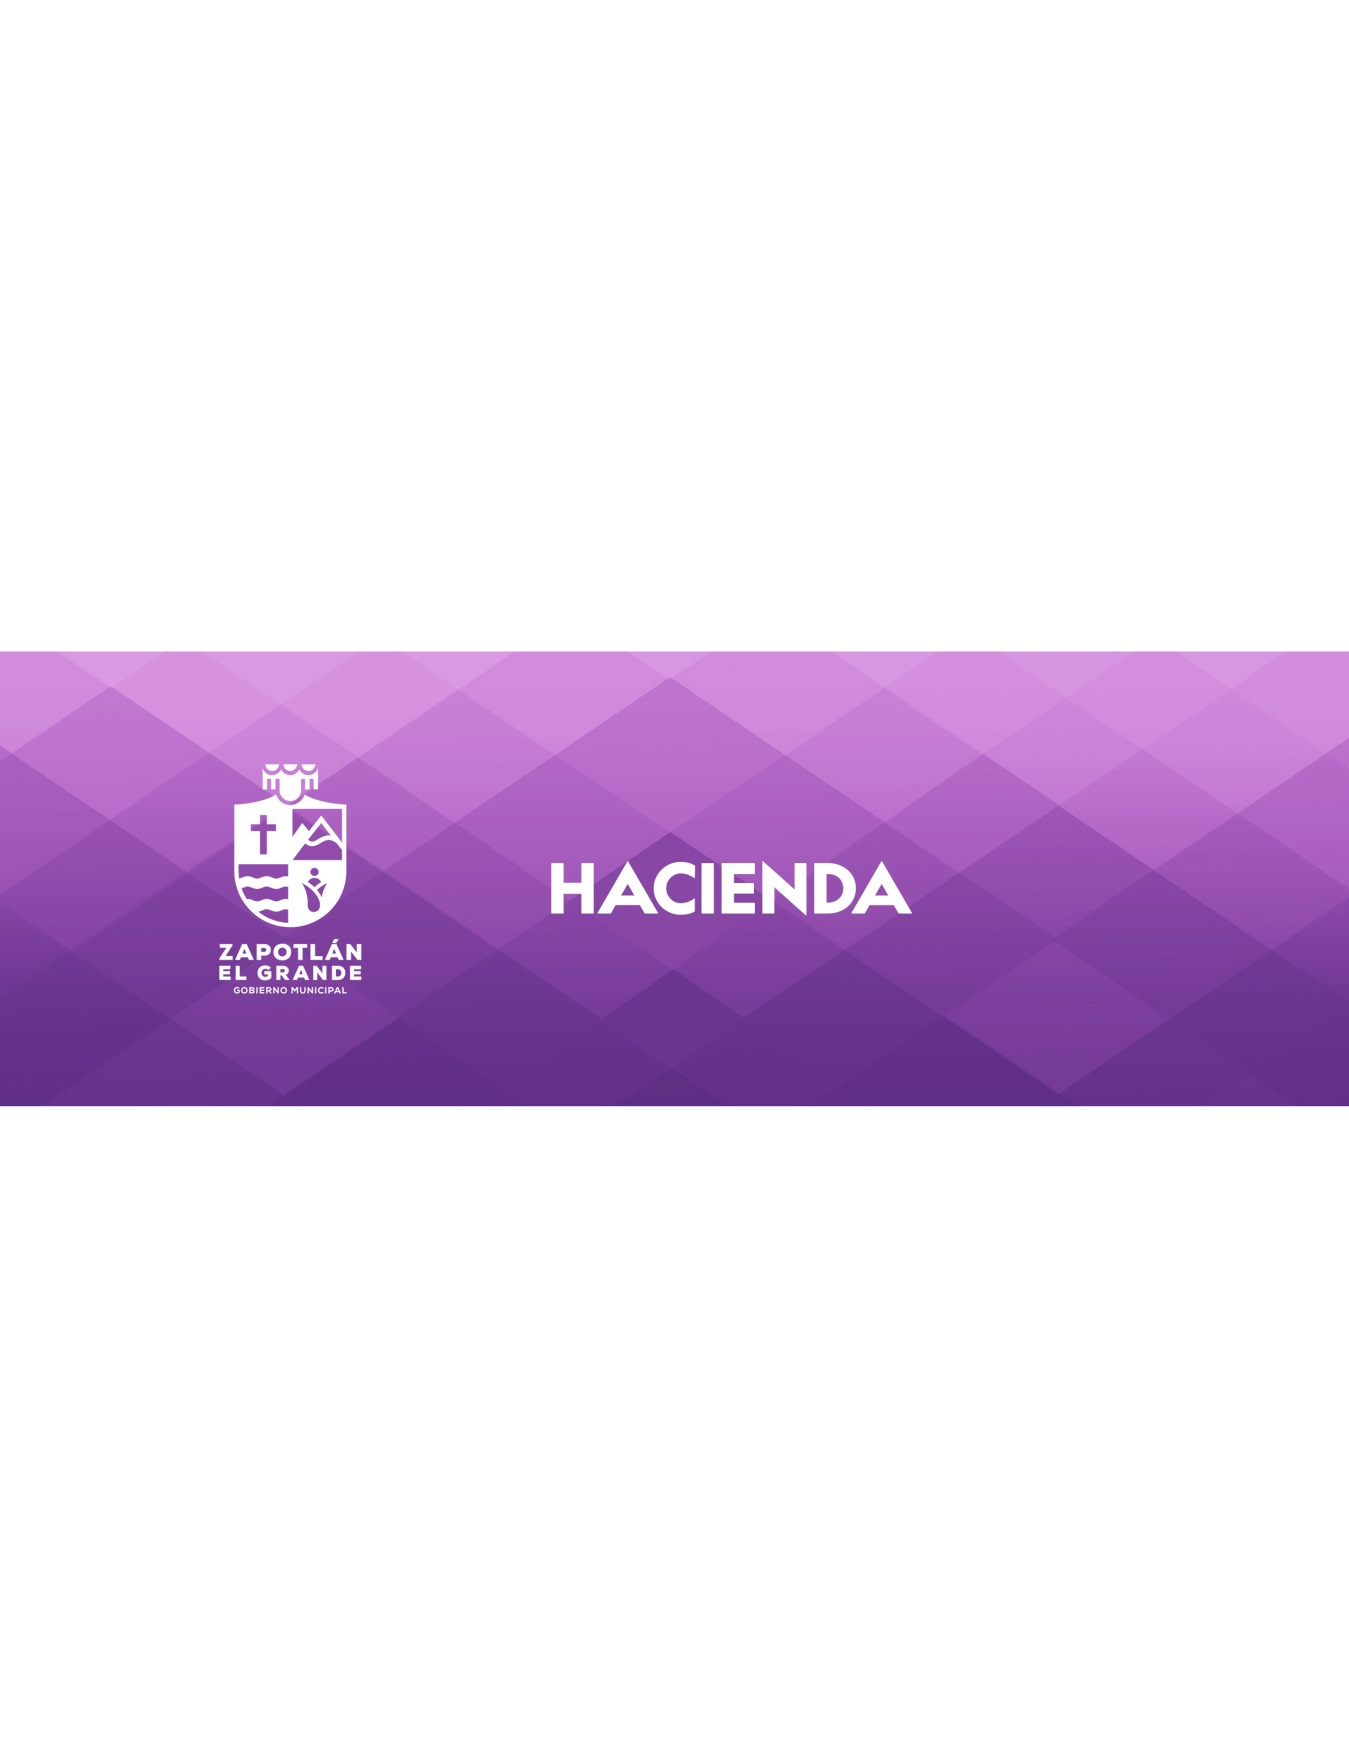 ZAPOTLÁN
EL GRANDE
GOBIERNO MUNICIPAL
HACIENDA